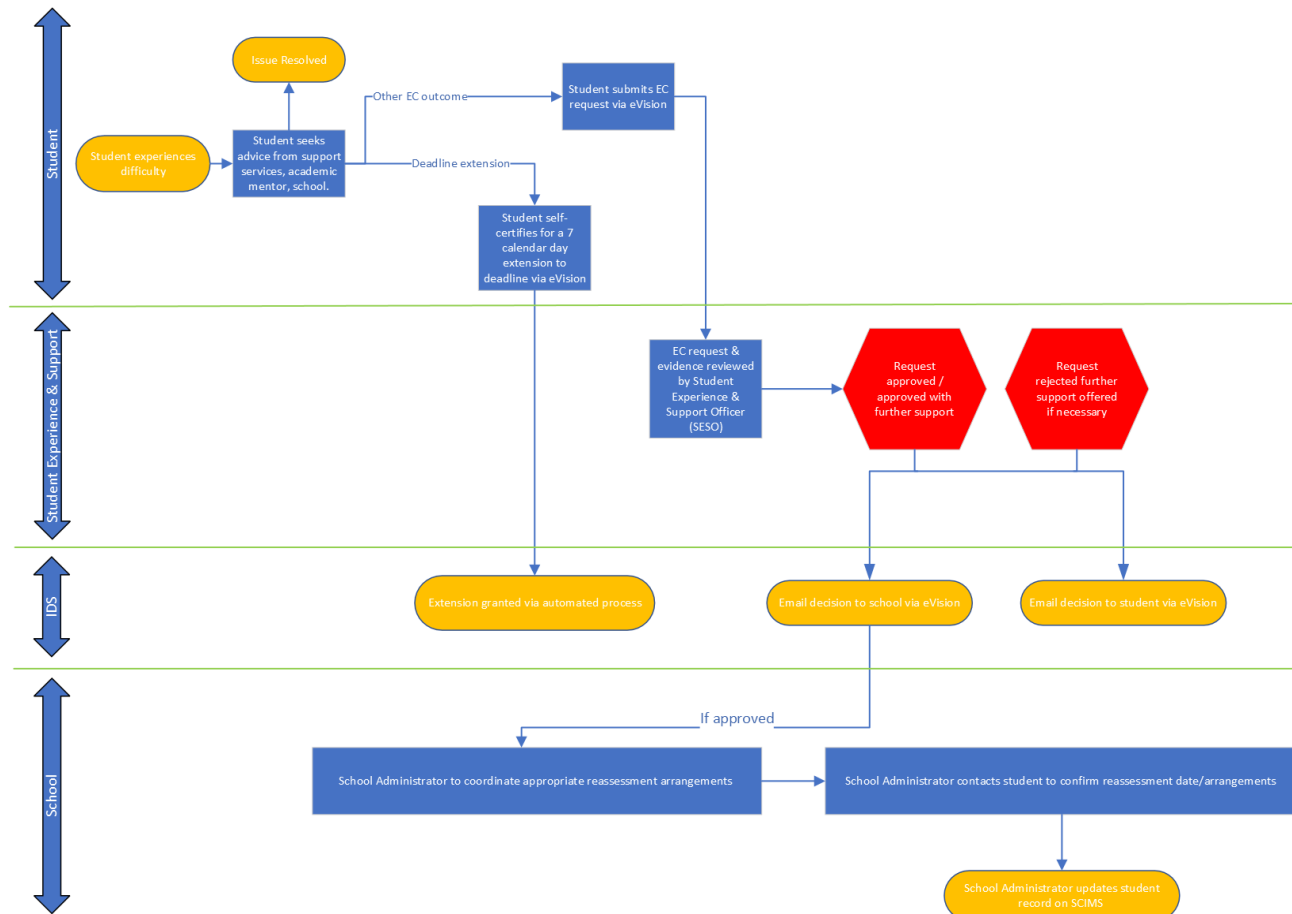 Student
Issue Resolved
Student experiences
difficulty
Student seeks
advice from support
services, academic
mentor, school.
Other EC outcome
Student submits EC
request via eVision
Deadline extension
Student self-
certifies for a 7
calendar day
extension to
deadline via eVision
Student Experience & Support
EC request &
evidence reviewed
by Student
Experience &
Support Officer
(SESO)
Request
approved /
approved with
further support
Request
rejected further
support offered
if necessary
IDS
Extension granted via automated process
Email decision to school via eVision
Email decision to student via eVision
School
If approved
School Administrator to coordinate appropriate reassessment arrangements
School Administrator contacts student to confirm reassessment date/arrangements
School Administrator updates student
record on SCIMS